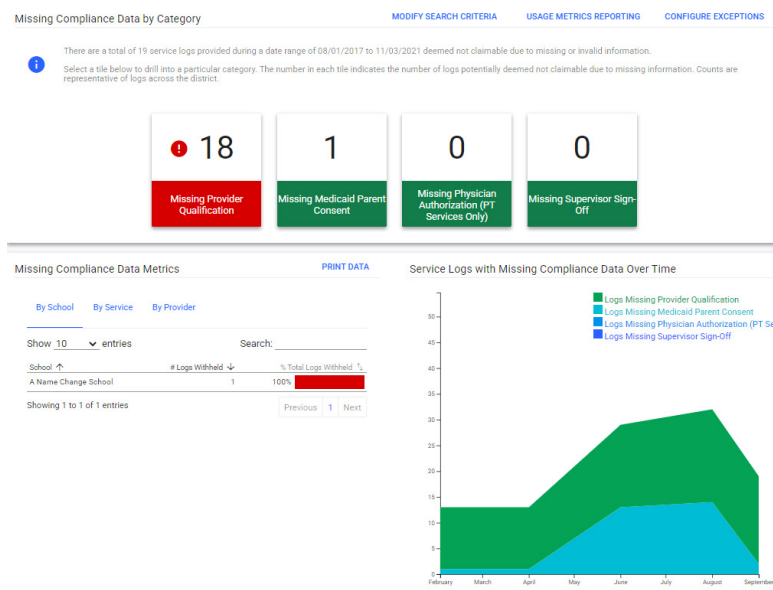 Missing Compliance Data by Category
MODIFY SEARCH CRITERIA
USAGE METRICS REPORTING
CONFIGURE EXCEPTIONS
There are a total of 19 service logs provided during a date range of 08/01/2017 to 11/03/2021 deemed not claimable due to missing or invalid information.
Select a tile below to drill into a particular category. The number in each tile indicates the number of logs potentially deemed not claimable due to missing information. Counts are
representative of logs across the district.
18
Missing Provider
Qualification
1
Missing Medicaid Parent
Consent
0
Missing Physician
Authorization (PT
Services Only)
0
Missing Supervisor Sign-
Off
Missing Compliance Data Metrics
PRINT DATA
By School
By Service
By Provider
Show 10 entries
Search:
School
# Logs Withheld
% Total Logs Withheld
A Name Change School
1
100%
Showing 1 to 1 of 1 entries
Previous 1 Next
Service Logs with Missing Compliance Data Over Time
Logs Missing Provider Qualification
Logs Missing Medicaid Parent Consent
Logs Missing Physician Authorization (PT Se
Logs Missing Supervisor Sign-Off
50
45
40
35
30
25
20
15
10
5
0
February
March
April
May
June
July
August
September